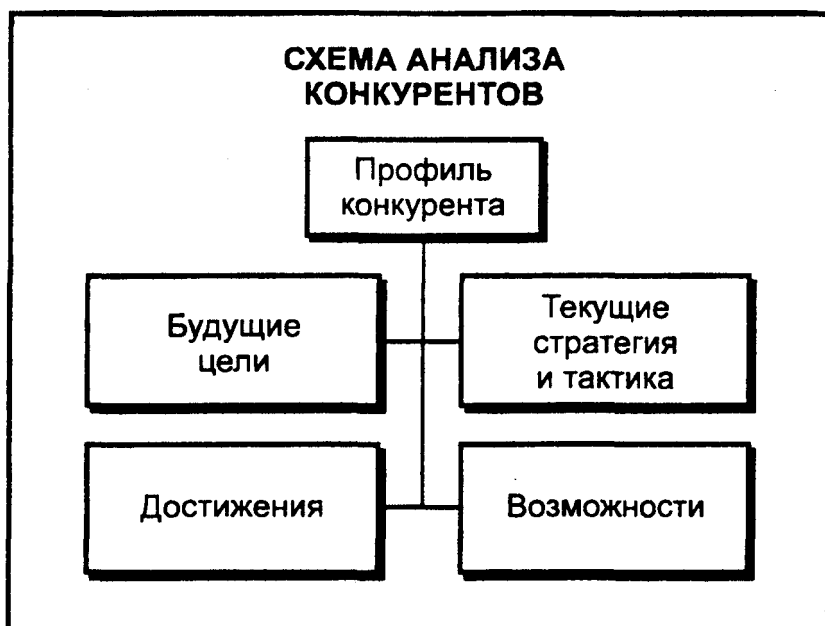 СХЕМА АНАЛИЗА
КОНКУРЕНТОВ
Профиль
конкурента
Будущие
цели
Текущие
стратегия
и тактика
Достижения
Возможности